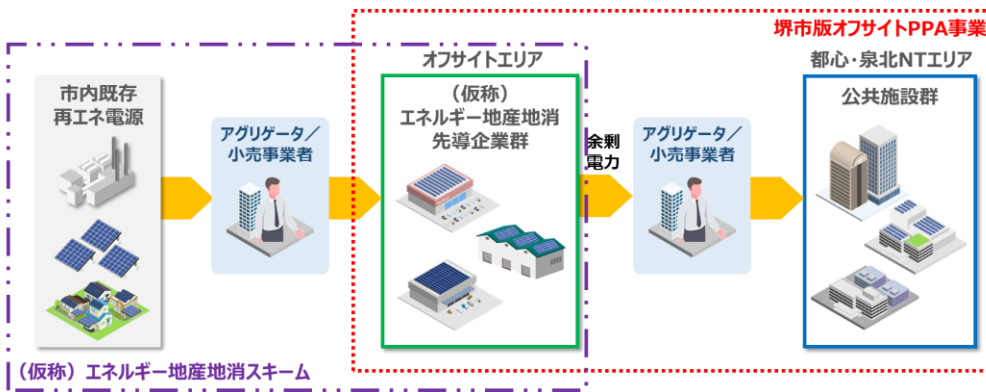 堺市版オフサイトPPA事業
オフサイトエリア
都心・泉北NTエリア
市内既存
再エネ電源
アグリゲータ／
小売事業者
（仮称）
エネルギー地産地消
先導企業群
余剰
電力
アグリゲータ／
小売事業者
公共施設群
（仮称）エネルギー地産地消スキーム